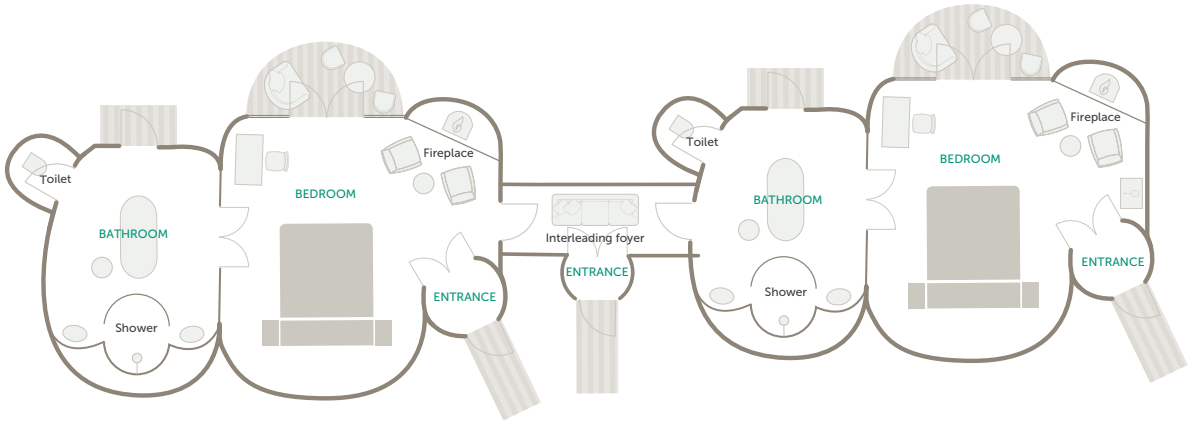 Toilet
BATHROOM
Shower
BEDROOM
Fireplace
ENTRANCE
Interleading foyer
ENTRANCE
Toilet
BATHROOM
Shower
BEDROOM
Fireplace
ENTRANCE